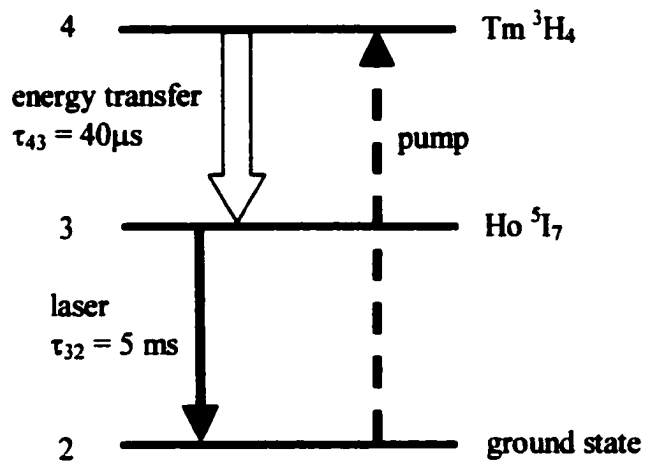 4
Tm ³H₄
energy transfer
τ₄₃ = 40μs
pump
3
Ho ⁵I₇
laser
τ₃₂ = 5 ms
2
ground state